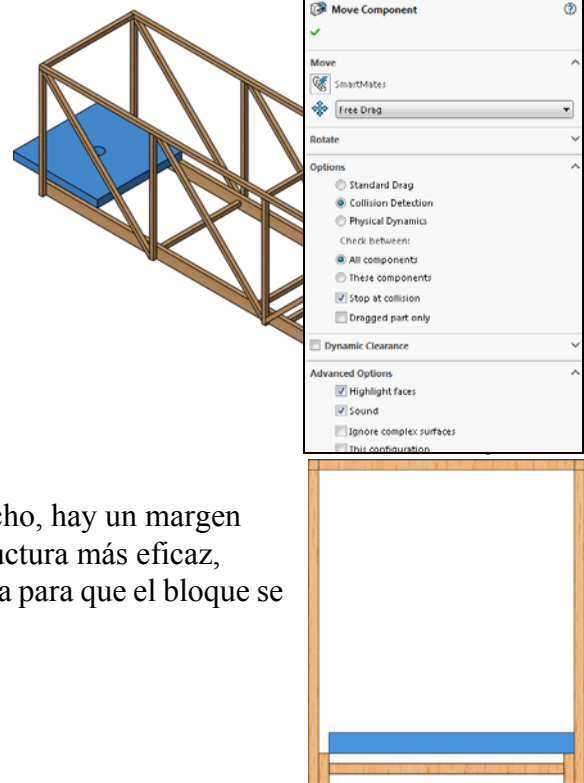 Move Component
Move
SmartMates
Free Drag
Rotate
Options
Standard Drag
Collision Detection
Physical Dynamics
Check between:
All components
These components
Stop at collision
Dragged part only
Dynamic Clearance
Advanced Options
Highlight faces
Sound
Ignore complex surfaces
This configuration
cho, hay un margen
uctura más eficaz,
a para que el bloque se